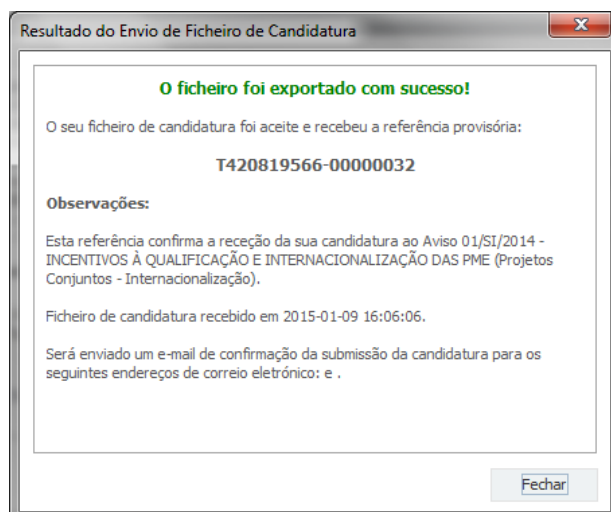 Resultado do Envio de Ficheiro de Candidatura
O ficheiro foi exportado com sucesso!
O seu ficheiro de candidatura foi aceite e recebeu a referência provisória:
T420819566-00000032
Observações:
Esta referência confirma a receção da sua candidatura ao Aviso 01/SI/2014 -
INCENTIVOS À QUALIFICAÇÃO E INTERNACIONALIZAÇÃO DAS PME (Projetos
Conjuntos - Internacionalização).
Ficheiro de candidatura recebido em 2015-01-09 16:06:06.
Será enviado um e-mail de confirmação da submissão da candidatura para os
seguintes endereços de correio eletrónico: e .
Fechar